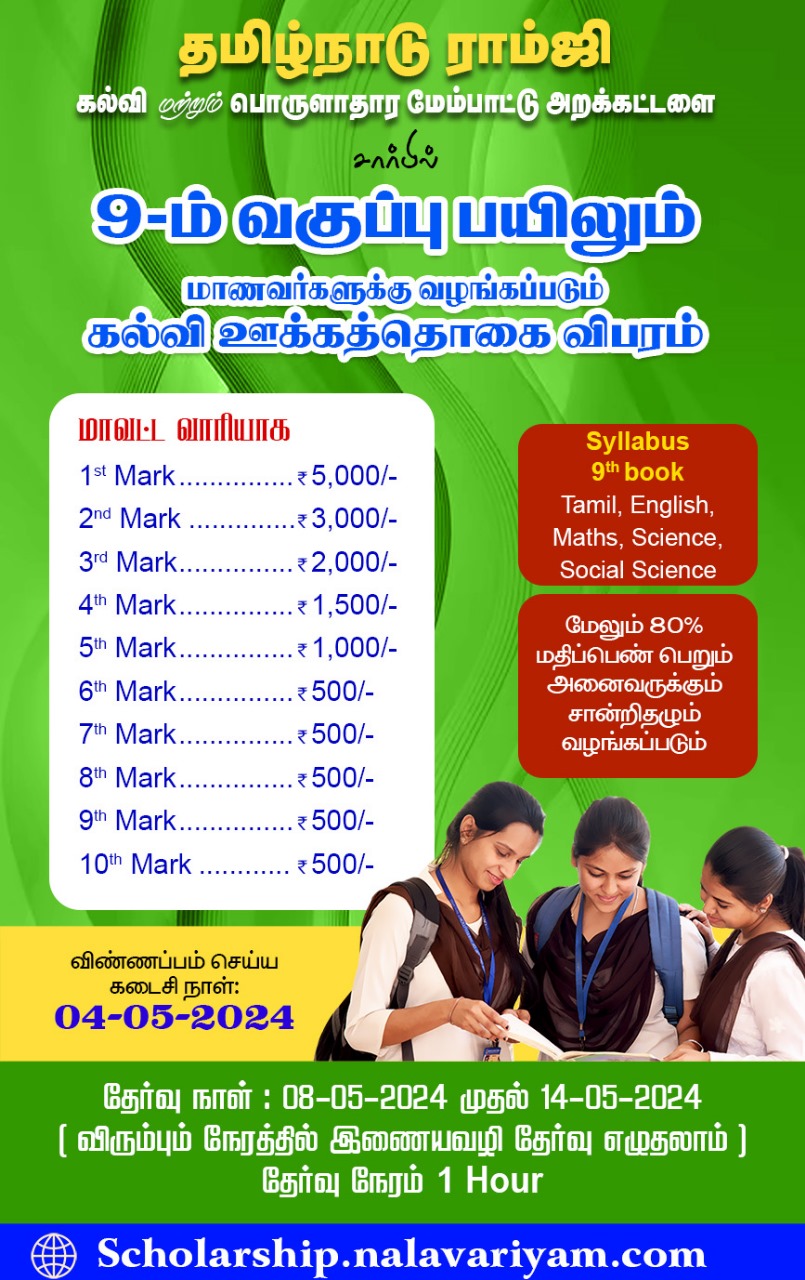 தமிழ்நாடு ராம்ஜி
கல்வி மற்றும் பொருளாதார மேம்பாட்டு அறக்கட்டளை
சார்பில்
9-ம் வகுப்பு பயிலும்
மாணவர்களுக்கு வழங்கப்படும்
கல்வி ஊக்கத்தொகை விபரம்
மாவட்ட வாரியாக
1st Mark...............₹5,000/-
2nd Mark ..............₹3,000/-
3rd Mark...............₹2,000/-
4th Mark...............₹1,500/-
5th Mark...............₹1,000/-
6th Mark...............₹500/-
7th Mark...............₹500/-
8th Mark...............₹500/-
9th Mark...............₹500/-
10th Mark ............₹500/-
Syllabus
9th book
Tamil, English,
Maths, Science,
Social Science
மேலும் 80%
மதிப்பெண் பெறும்
அனைவருக்கும்
சான்றிதழும்
வழங்கப்படும்
விண்ணப்பம் செய்ய
கடைசி நாள்:
04-05-2024
தேர்வு நாள் : 08-05-2024 முதல் 14-05-2024
( விரும்பும் நேரத்தில் இணையவழி தேர்வு எழுதலாம் )
தேர்வு நேரம் 1 Hour
Scholarship.nalavariyam.com